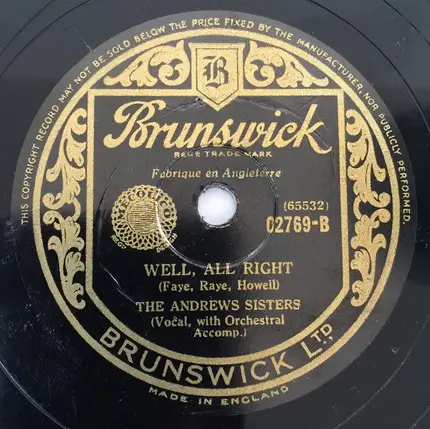 THIS COPYRIGHT RECORD MAY NOT BE SOLD BELOW THE PRICE FIXED BY THE MANUFACTURER, NOR PUBLICLY PERFORMED.
B
Brunswick
REGD TRADE MARK
Fabrique en Angleterre
(65532)
02769-B
WELL, ALL RIGHT
(Faye, Raye, Howell)
THE ANDREWS SISTERS
(Vocal, with Orchestral
Accomp.)
BRUNSWICK LTD.
MADE IN ENGLAND